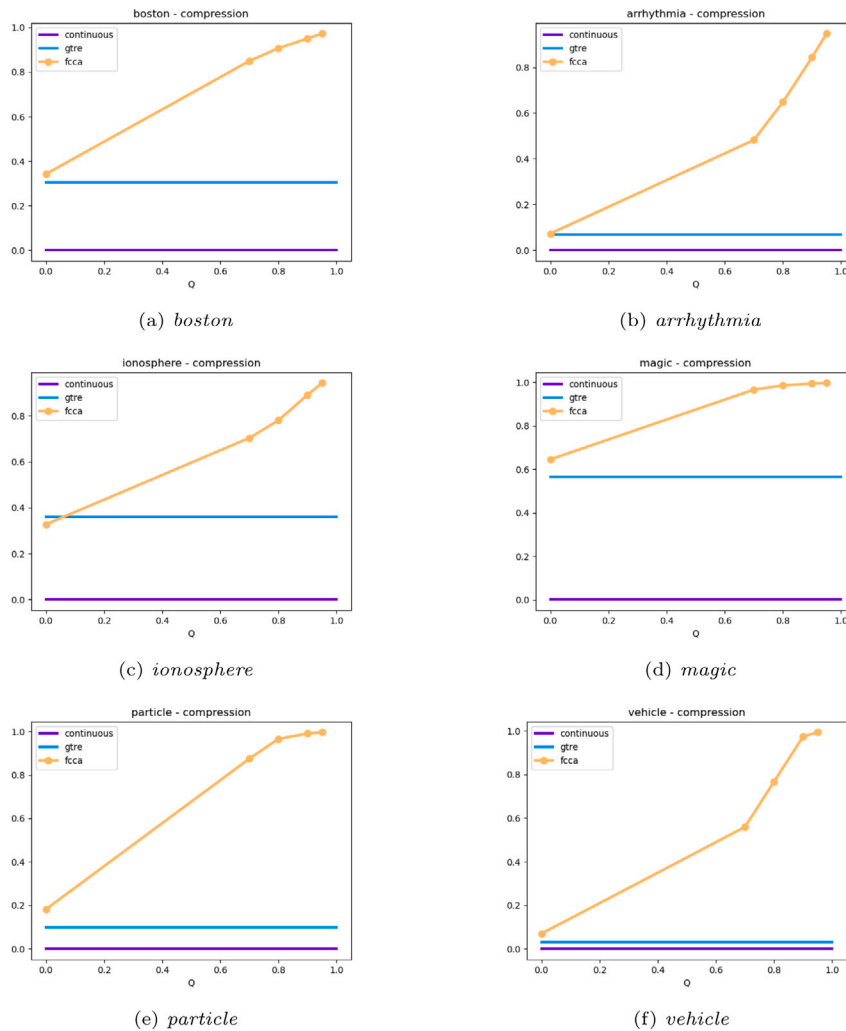 boston - compression
continuous
gtre
fcca
1.0
0.8
0.6
0.4
0.2
0.0
0.0 0.2 0.4 0.6 0.8 1.0
Q
(a) boston
arrhythmia - compression
continuous
gtre
fcca
0.8
0.6
0.4
0.2
0.0
0.0 0.2 0.4 0.6 0.8 1.0
Q
(b) arrhythmia
ionosphere - compression
continuous
gtre
fcca
0.8
0.6
0.4
0.2
0.0
0.0 0.2 0.4 0.6 0.8 1.0
Q
(c) ionosphere
magic - compression
continuous
gtre
fcca
1.0
0.8
0.6
0.4
0.2
0.0
0.0 0.2 0.4 0.6 0.8 1.0
Q
(d) magic
particle - compression
continuous
gtre
fcca
1.0
0.8
0.6
0.4
0.2
0.0
0.0 0.2 0.4 0.6 0.8 1.0
Q
(e) particle
vehicle - compression
continuous
gtre
fcca
1.0
0.8
0.6
0.4
0.2
0.0
0.0 0.2 0.4 0.6 0.8 1.0
Q
(f) vehicle